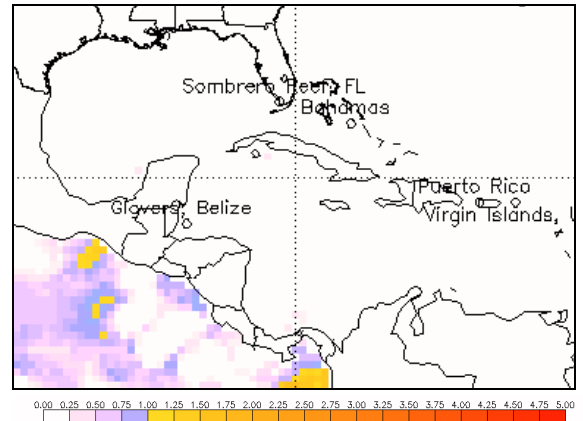 Sombrero Reef, FL
Bahamas
Puerto Rico
Glovers, Belize
Virgin Islands, U
0.00 0.25 0.50 0.75 1.00 1.25 1.50 1.75 2.00 2.25 2.50 2.75 3.00 3.25 3.50 3.75 4.00 4.25 4.50 4.75 5.00